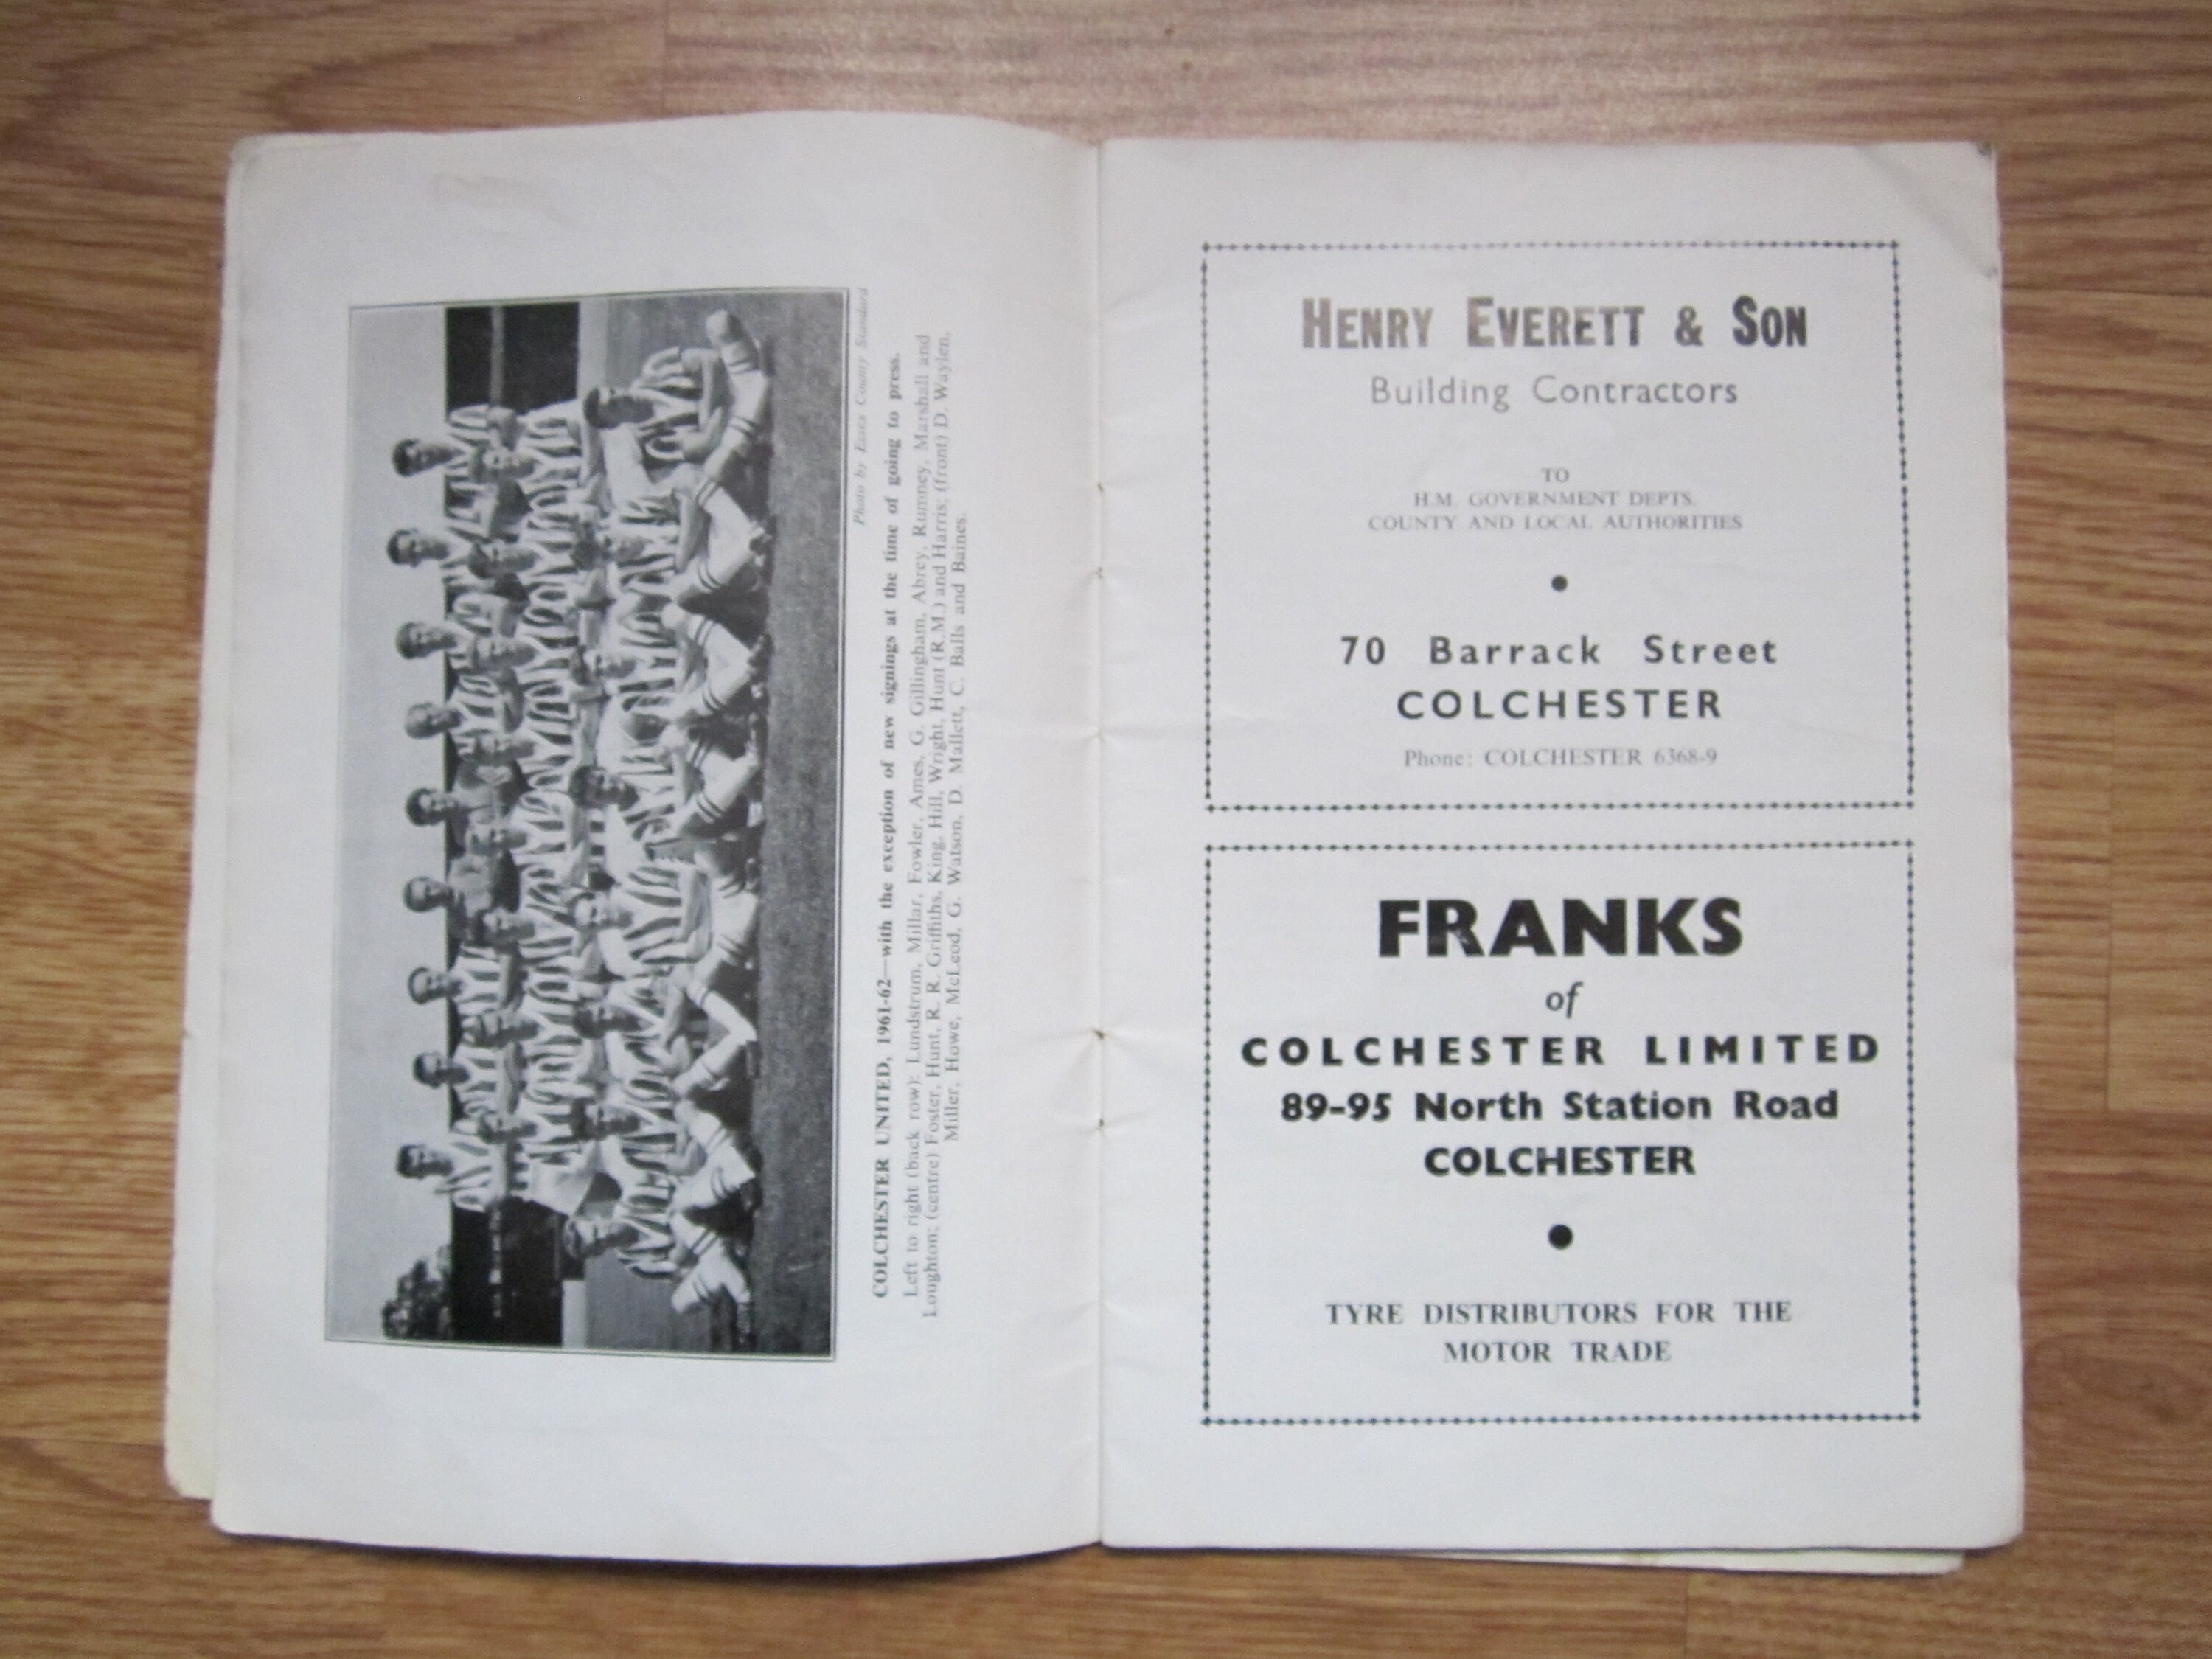 Photo by Essex County Standard
COLCHESTER UNITED, 1961-62—with the exception of new signings at the time of going to press.
Left to right (back row): Lundstrum, Millar, Fowler, Ames, G. Gillingham, Abrey, Rumney, Marshall and
Loughton; (centre) Foster, Hunt, R. R. Griffiths, King, Hill, Wright, Hunt (R.M.) and Harris; (front) D. Waylen,
Miller, Howe, McLeod, G. Watson, D. Mallett, C. Balls and Baines.
HENRY EVERETT & SON
Building Contractors
TO
H.M. GOVERNMENT DEPTS.
COUNTY AND LOCAL AUTHORITIES
70 Barrack Street
COLCHESTER
Phone: COLCHESTER 6368-9
FRANKS
of
COLCHESTER LIMITED
89-95 North Station Road
COLCHESTER
TYRE DISTRIBUTORS FOR THE
MOTOR TRADE